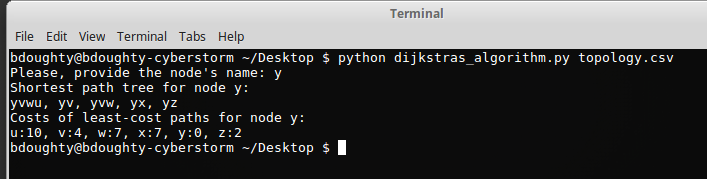 Terminal
File Edit View Terminal Tabs Help
bdoughty@bdoughty-cyberstorm ~/Desktop $ python dijkstras_algorithm.py topology.csv
Please, provide the node's name: y
Shortest path tree for node y:
yvwu, yv, yvw, yx, yz
Costs of least-cost paths for node y:
u:10, v:4, w:7, x:7, y:0, z:2
bdoughty@bdoughty-cyberstorm ~/Desktop $